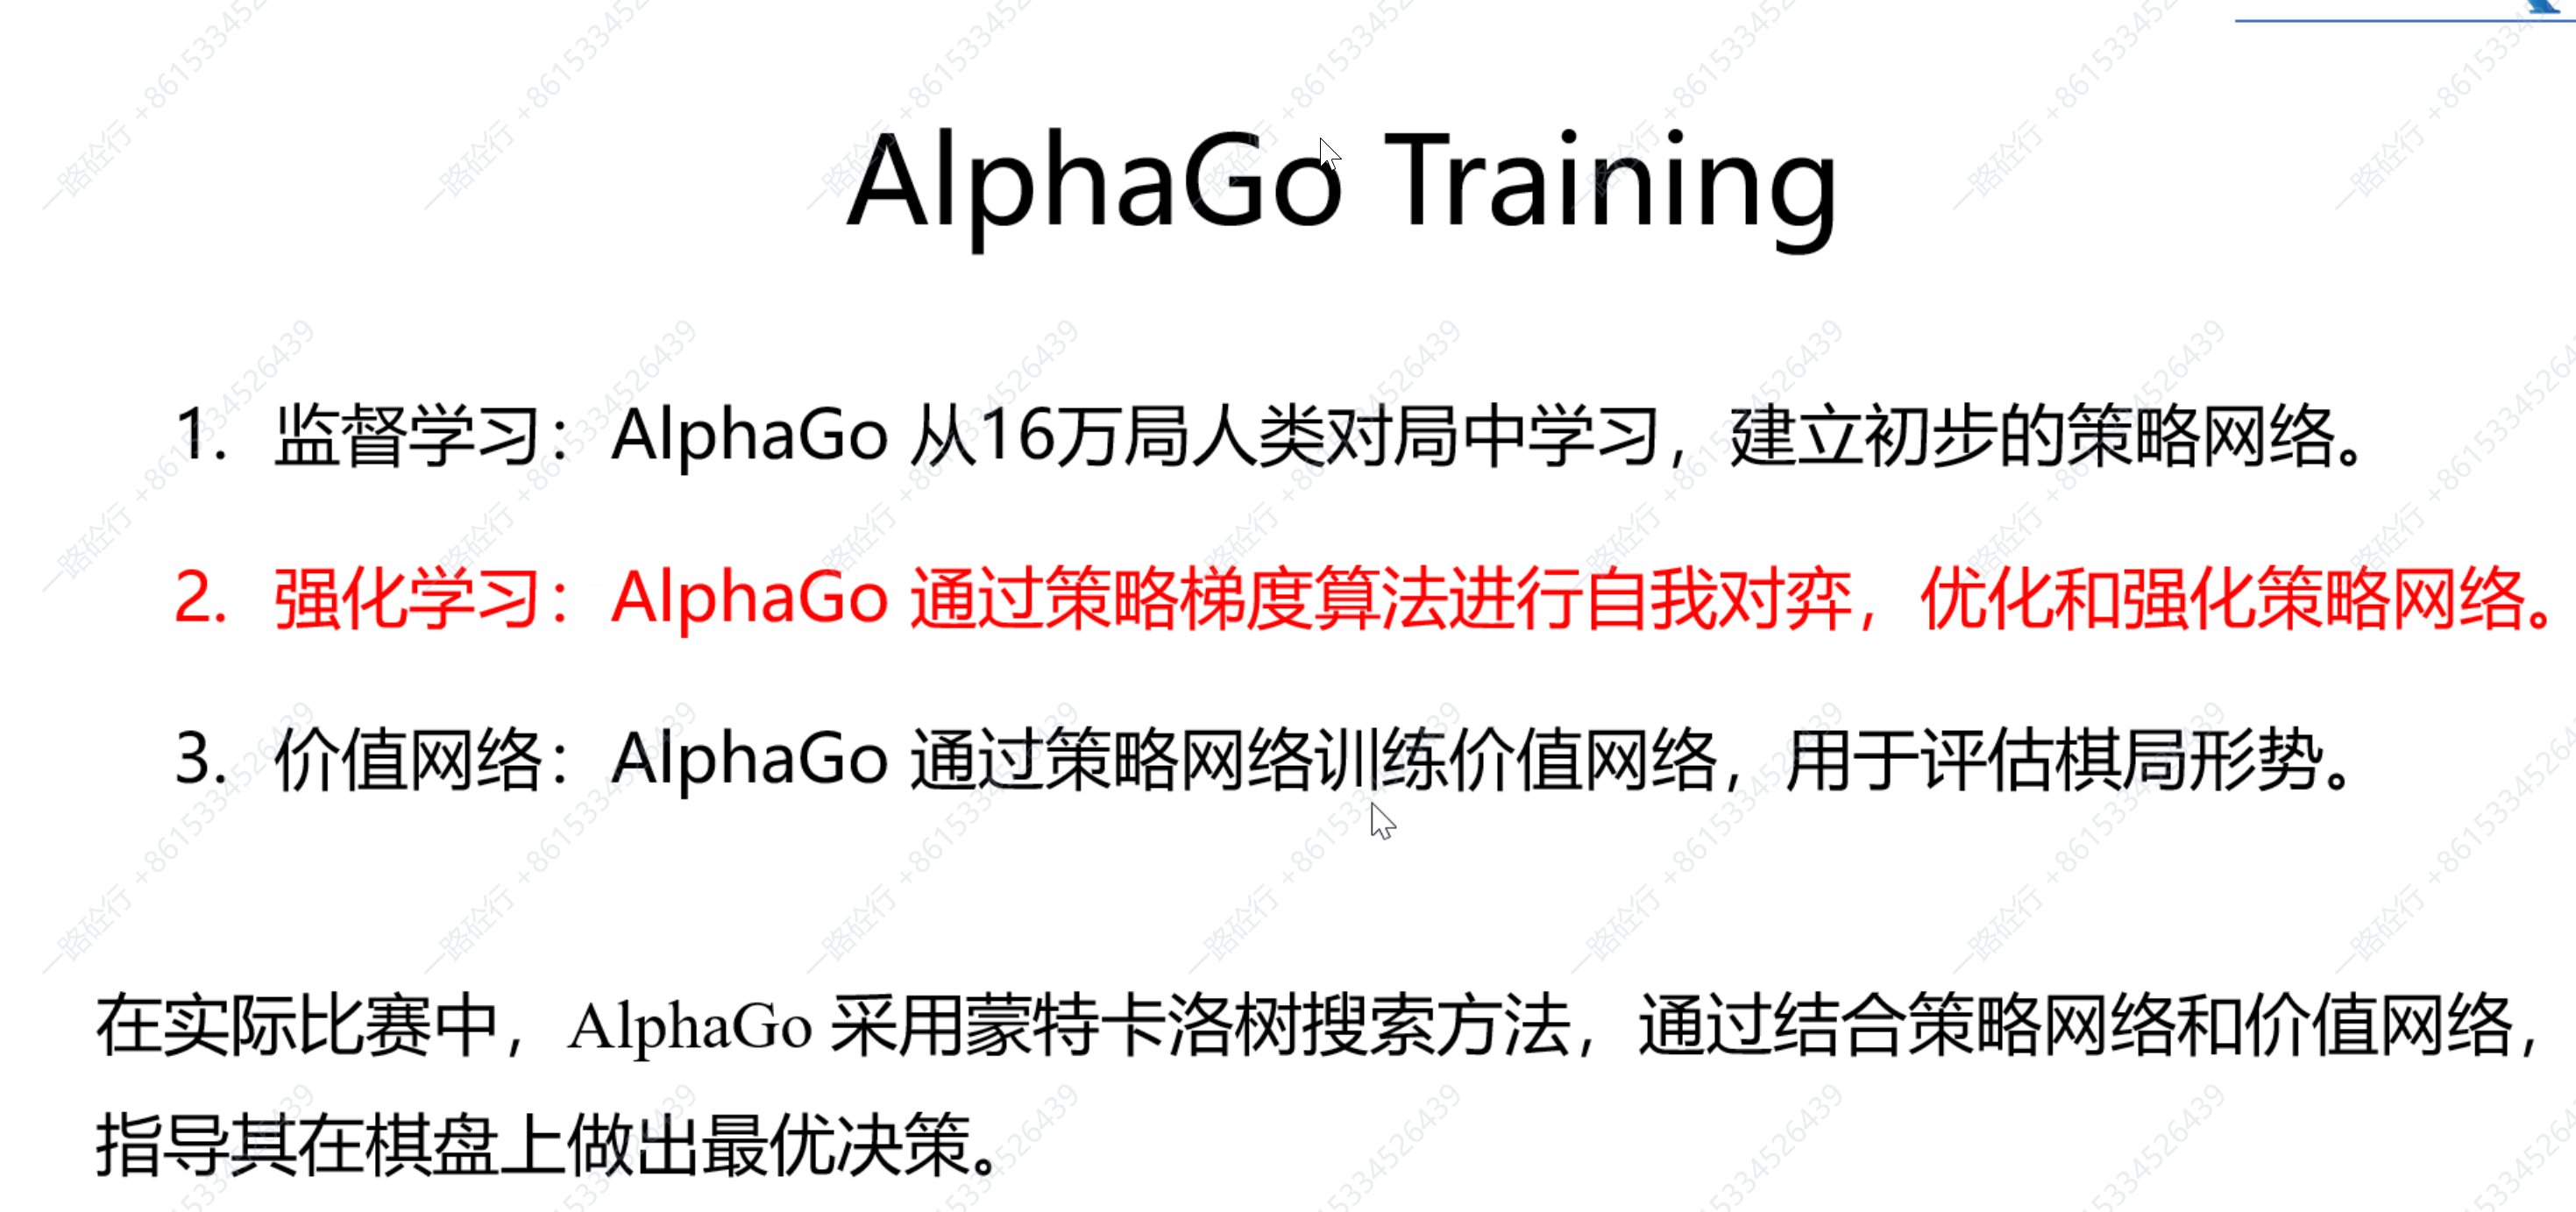 AlphaGo Training
1. 监督学习：AlphaGo 从16万局人类对局中学习，建立初步的策略网络。
2. 强化学习：AlphaGo 通过策略梯度算法进行自我对弈，优化和强化策略网络。
3. 价值网络：AlphaGo 通过策略网络训练价值网络，用于评估棋局形势。
在实际比赛中，AlphaGo 采用蒙特卡洛树搜索方法，通过结合策略网络和价值网络，
指导其在棋盘上做出最优决策。
一路砼行 +8615334526439